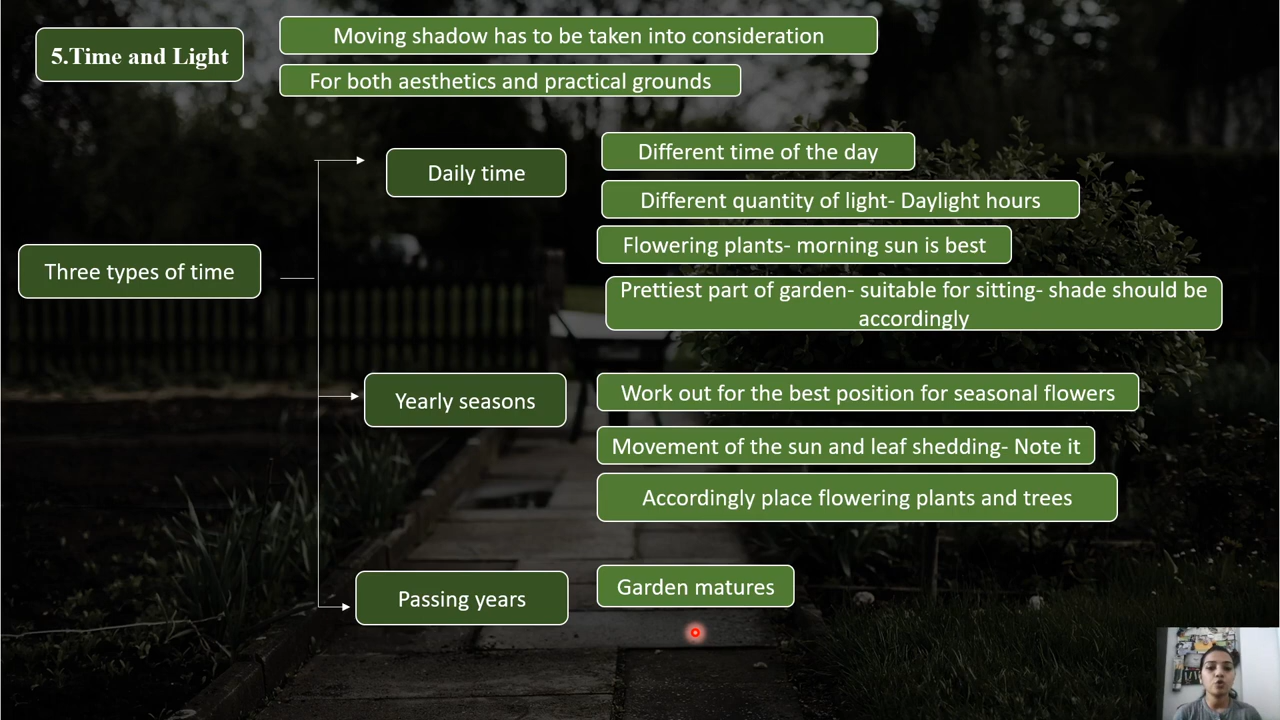 5.Time and Light
Moving shadow has to be taken into consideration
For both aesthetics and practical grounds
Three types of time
Daily time
Different time of the day
Different quantity of light- Daylight hours
Flowering plants- morning sun is best
Prettiest part of garden- suitable for sitting- shade should be
accordingly
Yearly seasons
Work out for the best position for seasonal flowers
Movement of the sun and leaf shedding- Note it
Accordingly place flowering plants and trees
Passing years
Garden matures